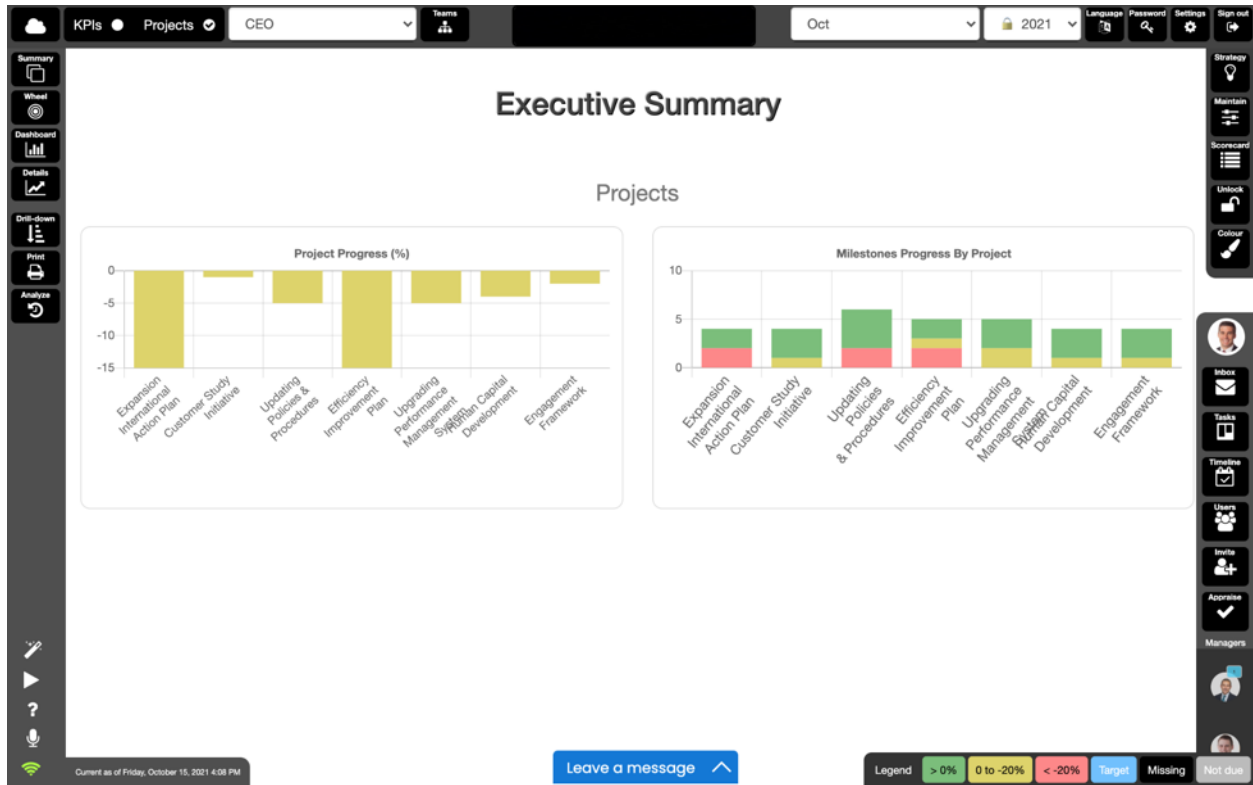 KPIs Projects CEO Teams Oct 2021 Language Password Settings Sign out
Summary
Wheel
Dashboard
Details
Drill-down
Print
Analyze
Executive Summary
Projects
Project Progress (%)
0
-5
-10
-15
Expansion
International
Action Plan
Customer Study
Initiative
Updating
Policies &
Procedures
Efficiency
Improvement
Plan
Upgrading
Performance
Management
System
Human Capital
Development
Engagement
Framework
Milestones Progress By Project
10
5
0
Expansion
International
Action Plan
Customer Study
Initiative
Updating
Policies
& Procedures
Efficiency
Improvement
Plan
Upgrading
Performance
Management
System
Human Capital
Development
Engagement
Framework
Strategy
Maintain
Scorecard
Unlock
Colour
Inbox
Tasks
Timeline
Users
Invite
Appraise
Managers
?
Current as of Friday, October 15, 2021 4:08 PM
Leave a message
Legend > 0% 0 to -20% < -20% Target Missing Not due